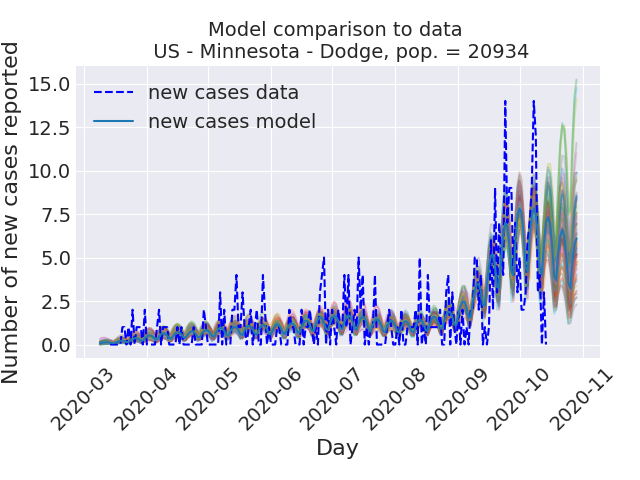 Model comparison to data
US - Minnesota - Dodge, pop. = 20934
new cases data
new cases model
Number of new cases reported
15.0
12.5
10.0
7.5
5.0
2.5
0.0
2020-03
2020-04
2020-05
2020-06
2020-07
2020-08
2020-09
2020-10
2020-11
Day